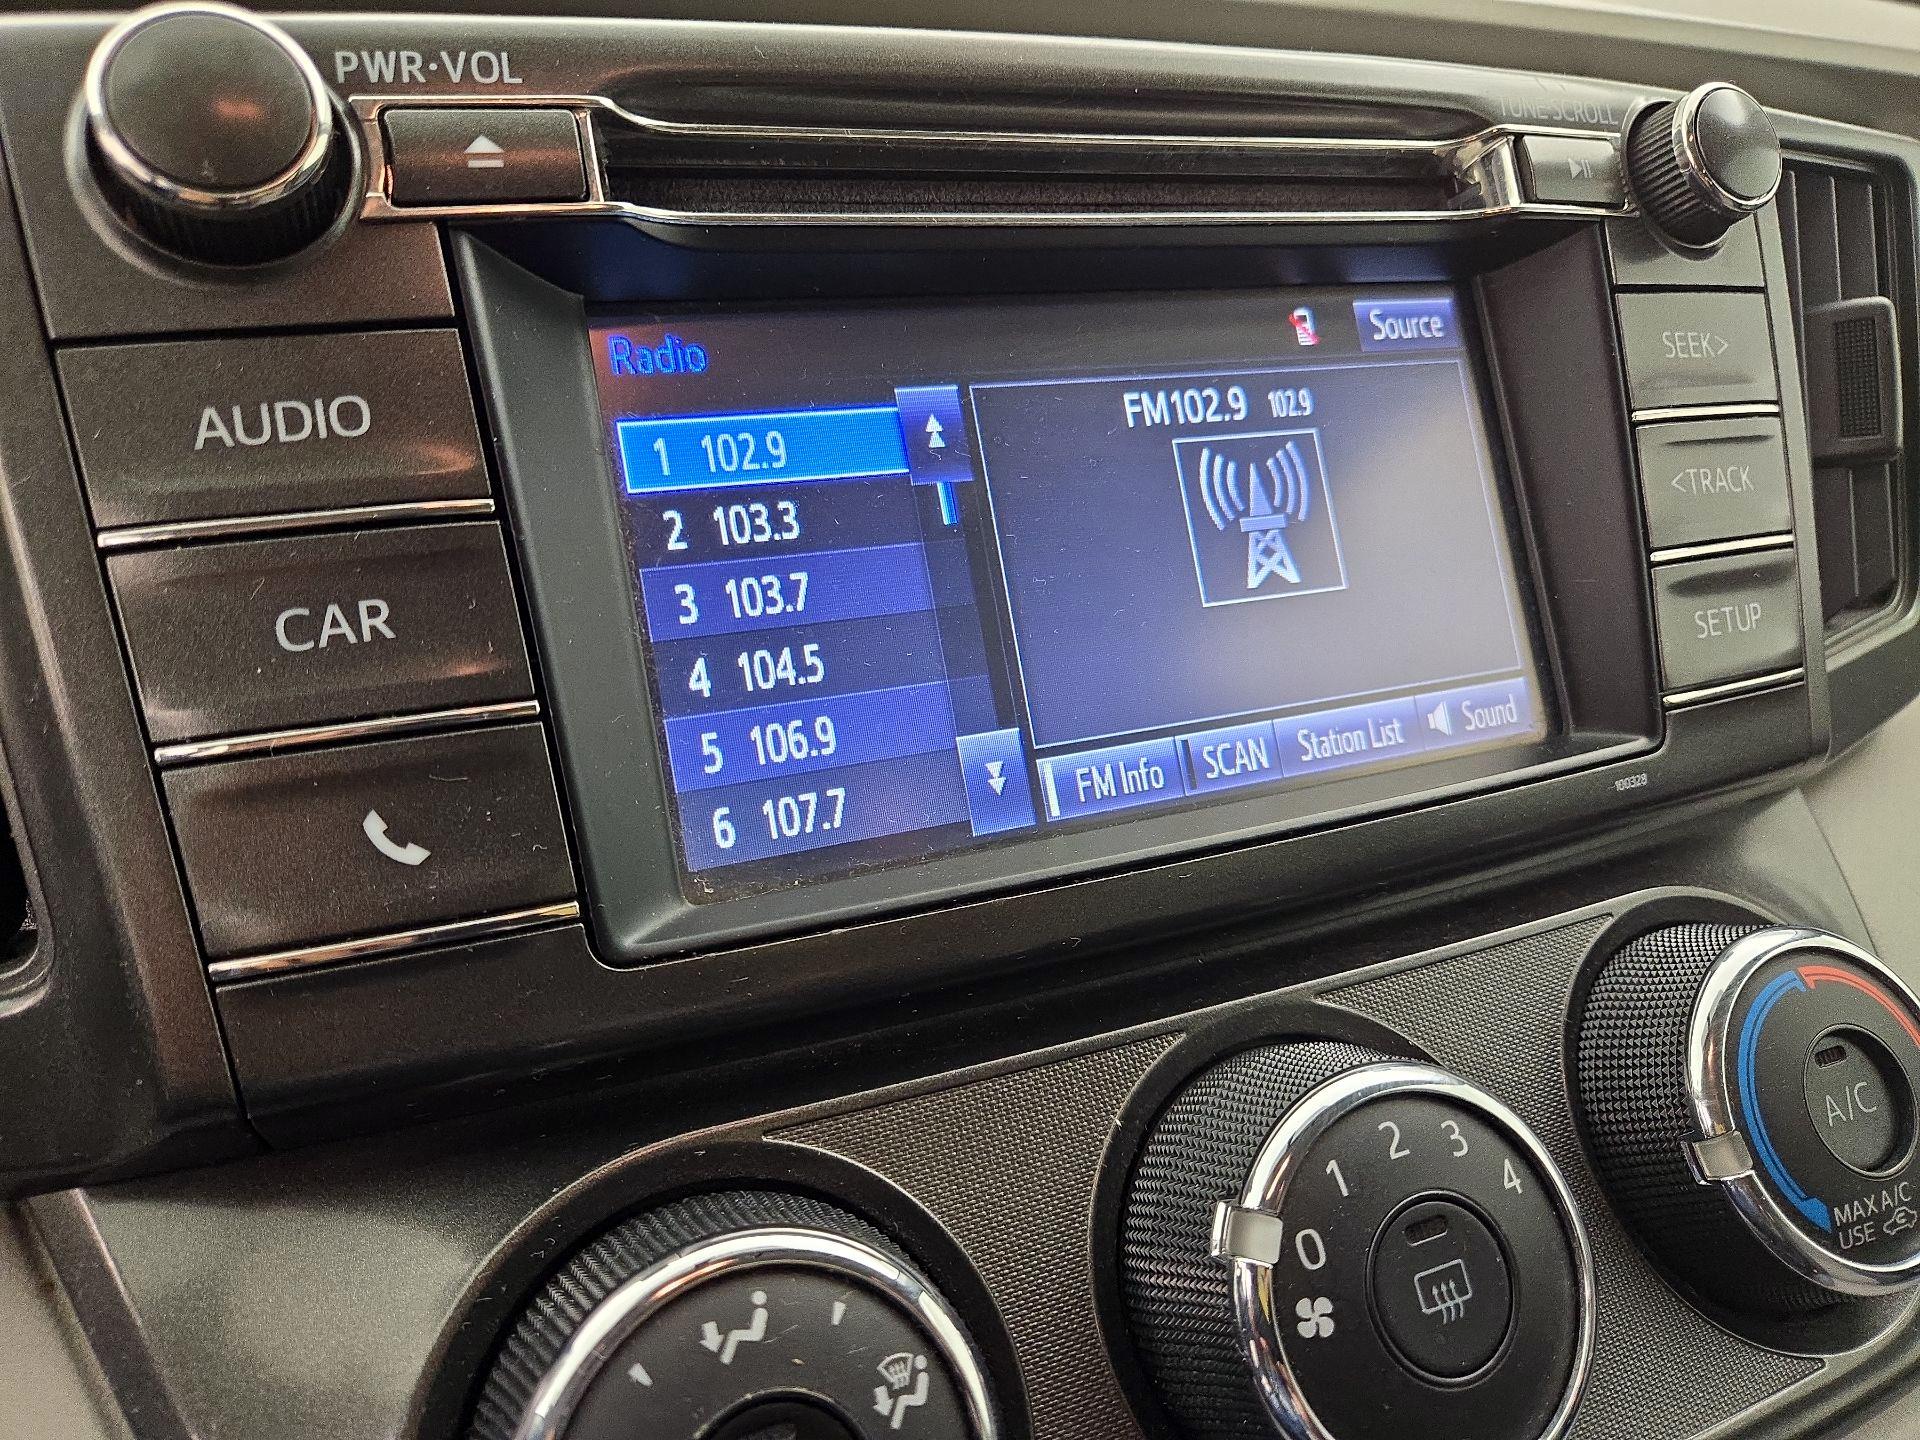 PWR·VOL
TUNE·SCROLL
AUDIO
CAR
Radio
Source
1 102.9
2 103.3
3 103.7
4 104.5
5 106.9
6 107.7
FM102.9 102.9
FM Info
SCAN
Station List
Sound
SEEK>
<TRACK
SETUP
100328
0 1 2 3 4
A/C
MAX A/C
USE